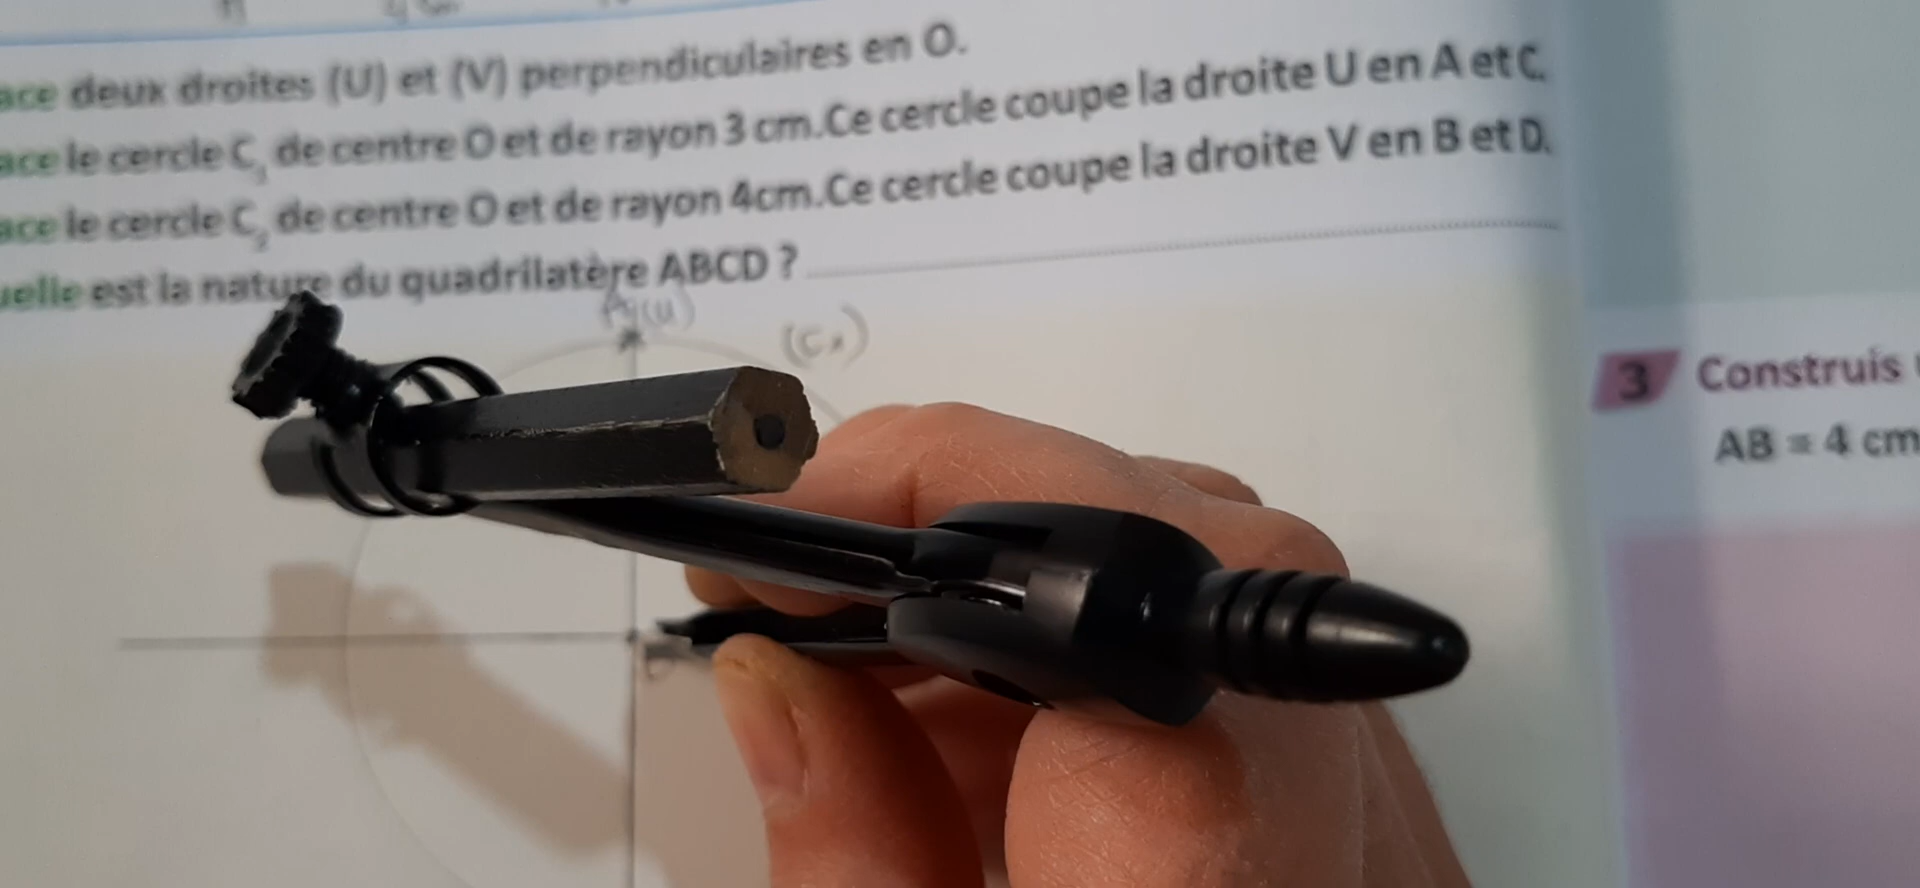 ace deux droites (U) et (V) perpendiculaires en O.
ace le cercle C₁ de centre O et de rayon 3 cm.Ce cercle coupe la droite U en A et C.
ace le cercle C₂ de centre O et de rayon 4cm.Ce cercle coupe la droite V en B et D.
uelle est la nature du quadrilatère ABCD ?
(U)
3 Construis
AB = 4 cm